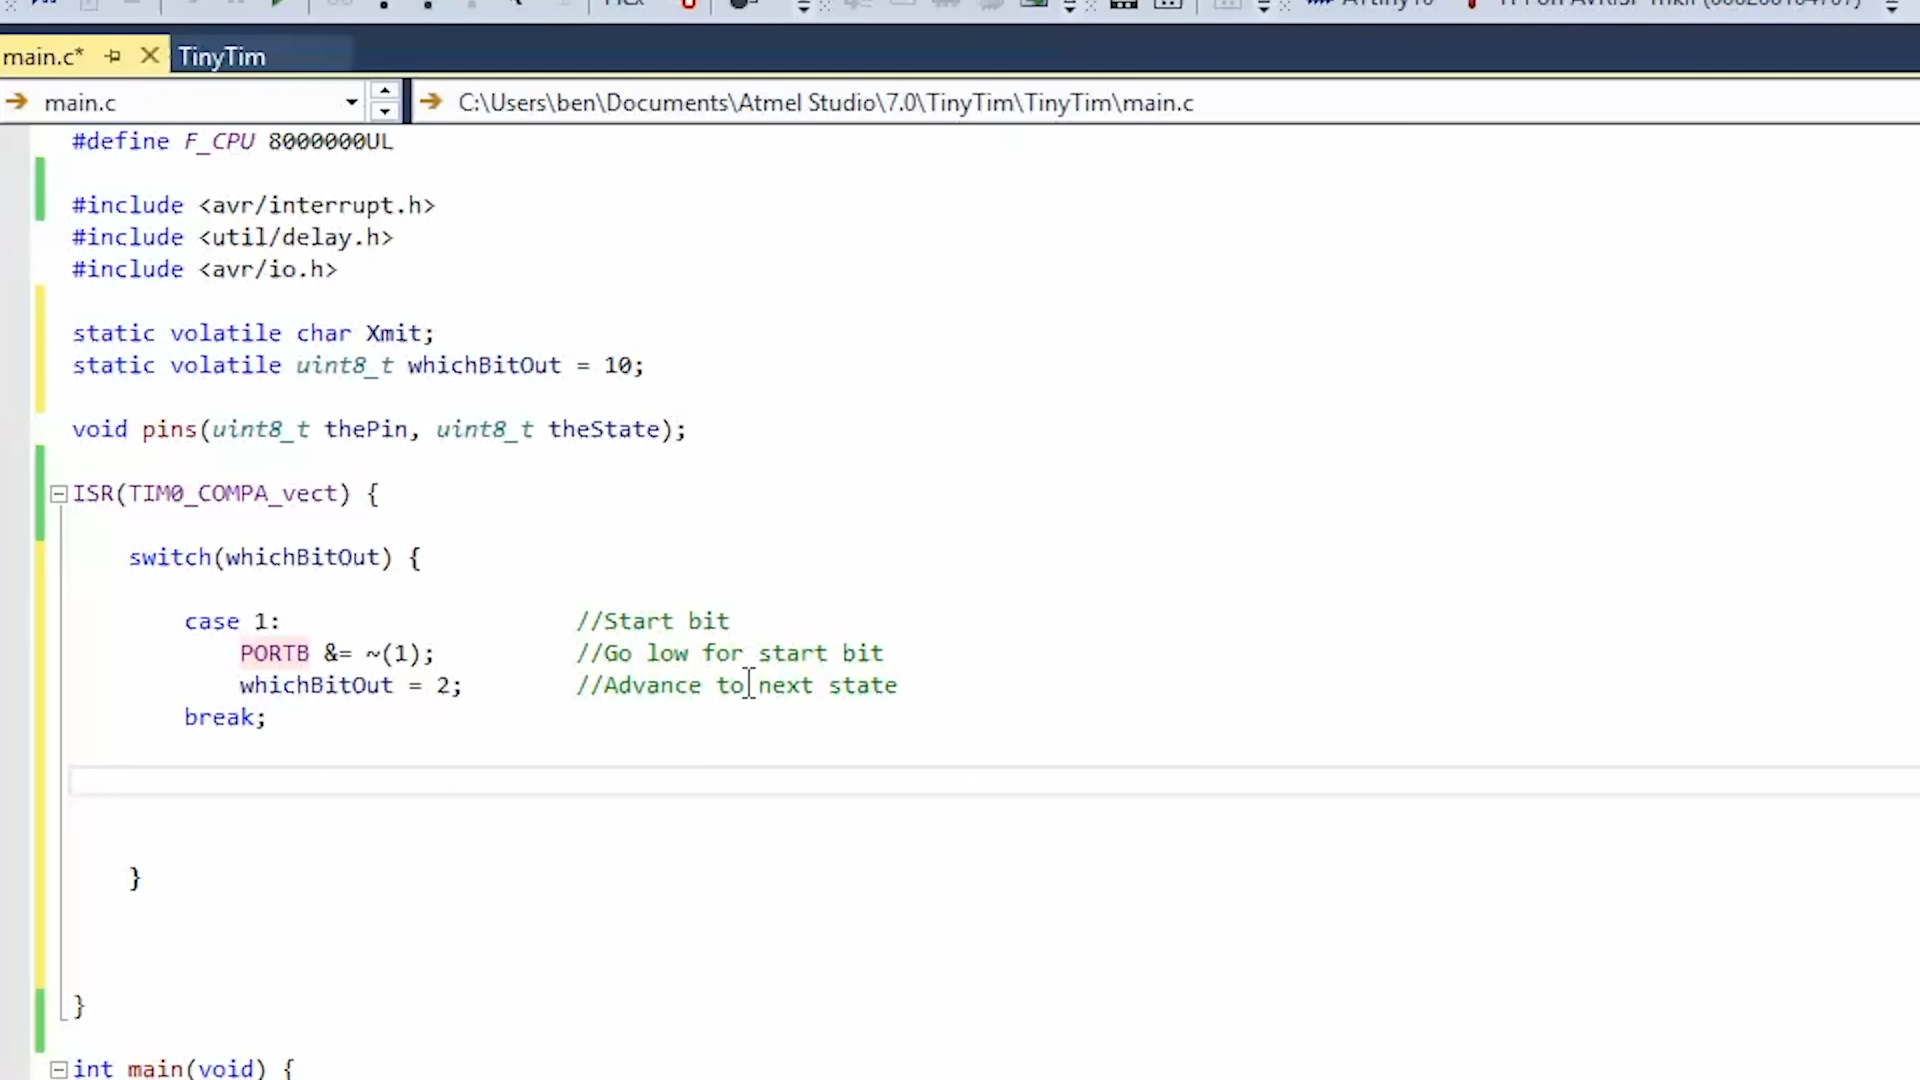 main.c* TinyTim
main.c C:\Users\ben\Documents\Atmel Studio\7.0\TinyTim\TinyTim\main.c
#define F_CPU 8000000UL
#include <avr/interrupt.h>
#include <util/delay.h>
#include <avr/io.h>
static volatile char Xmit;
static volatile uint8_t whichBitOut = 10;
void pins(uint8_t thePin, uint8_t theState);
ISR(TIM0_COMPA_vect) {
switch(whichBitOut) {
case 1: //Start bit
PORTB &= ~(1); //Go low for start bit
whichBitOut = 2; //Advance to next state
break;
}
}
int main(void) {